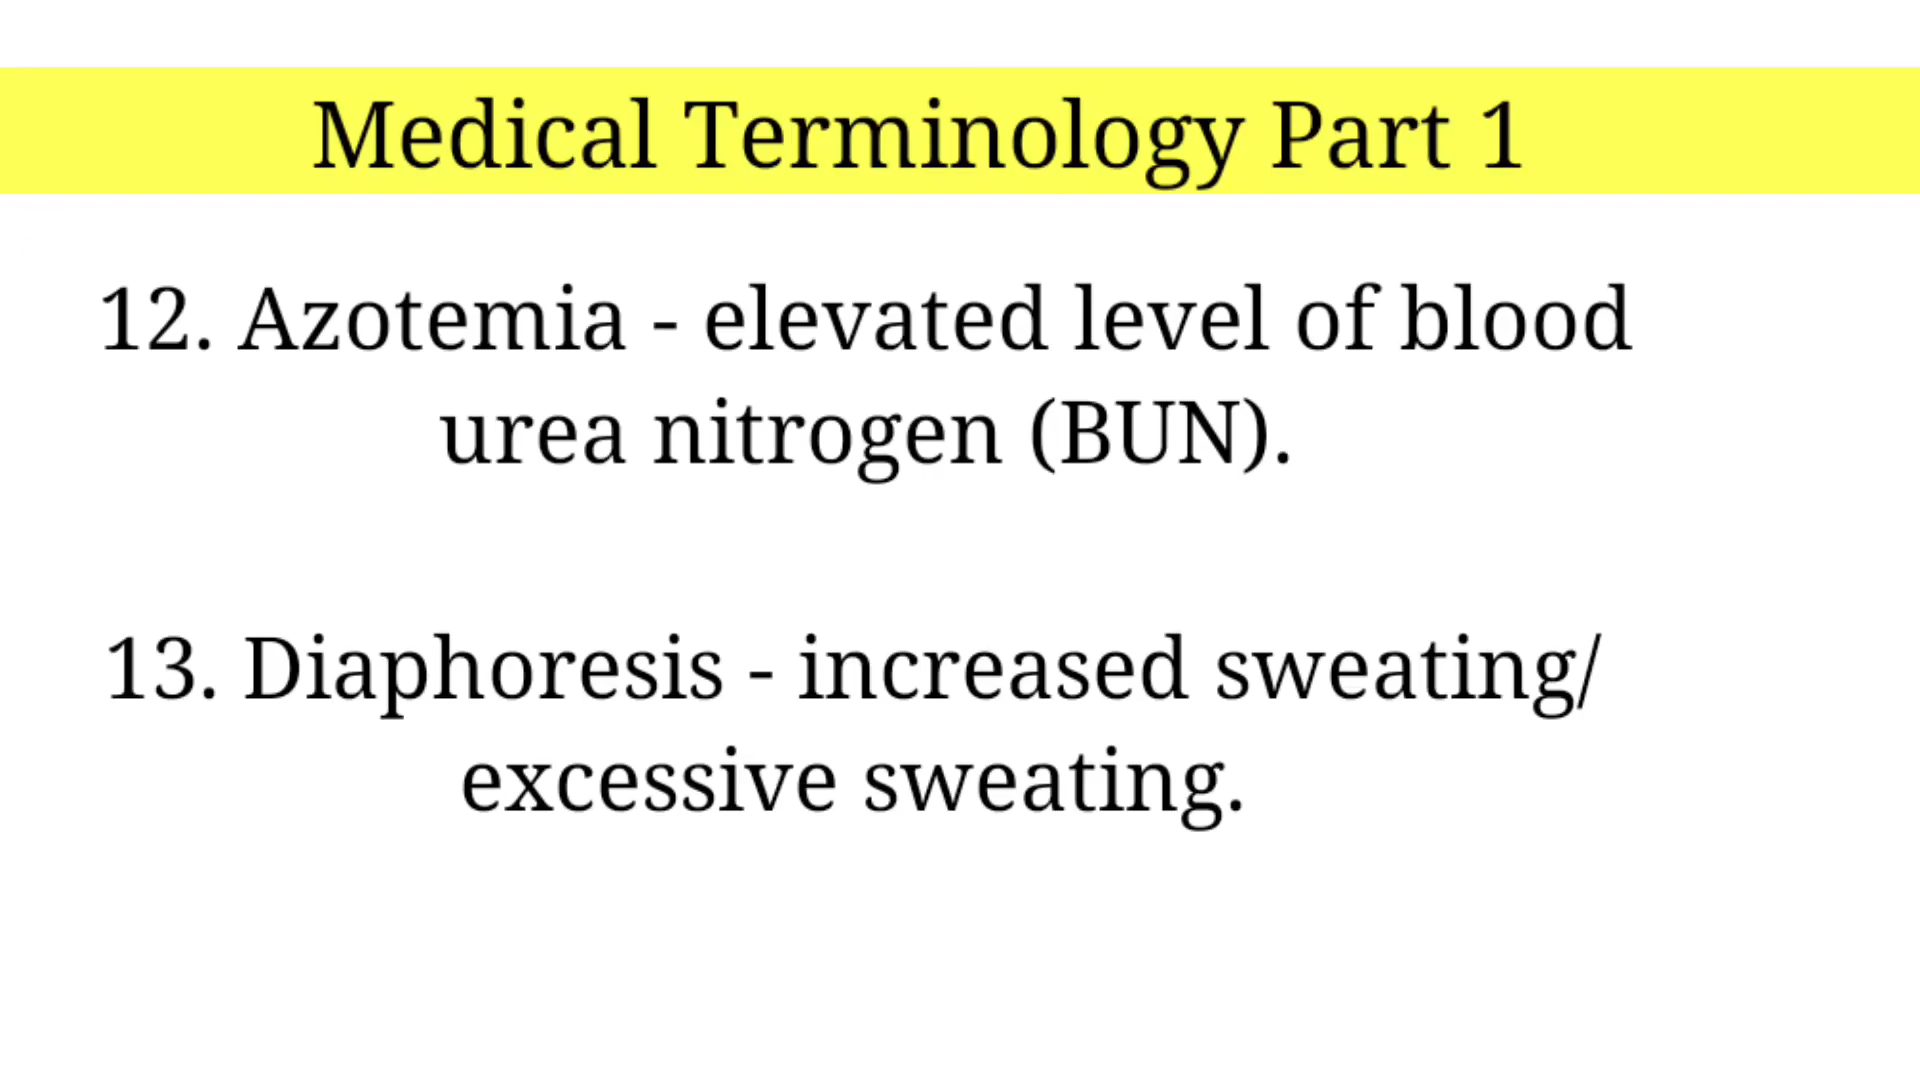 Medical Terminology Part 1
12. Azotemia - elevated level of blood
urea nitrogen (BUN).
13. Diaphoresis - increased sweating/
excessive sweating.